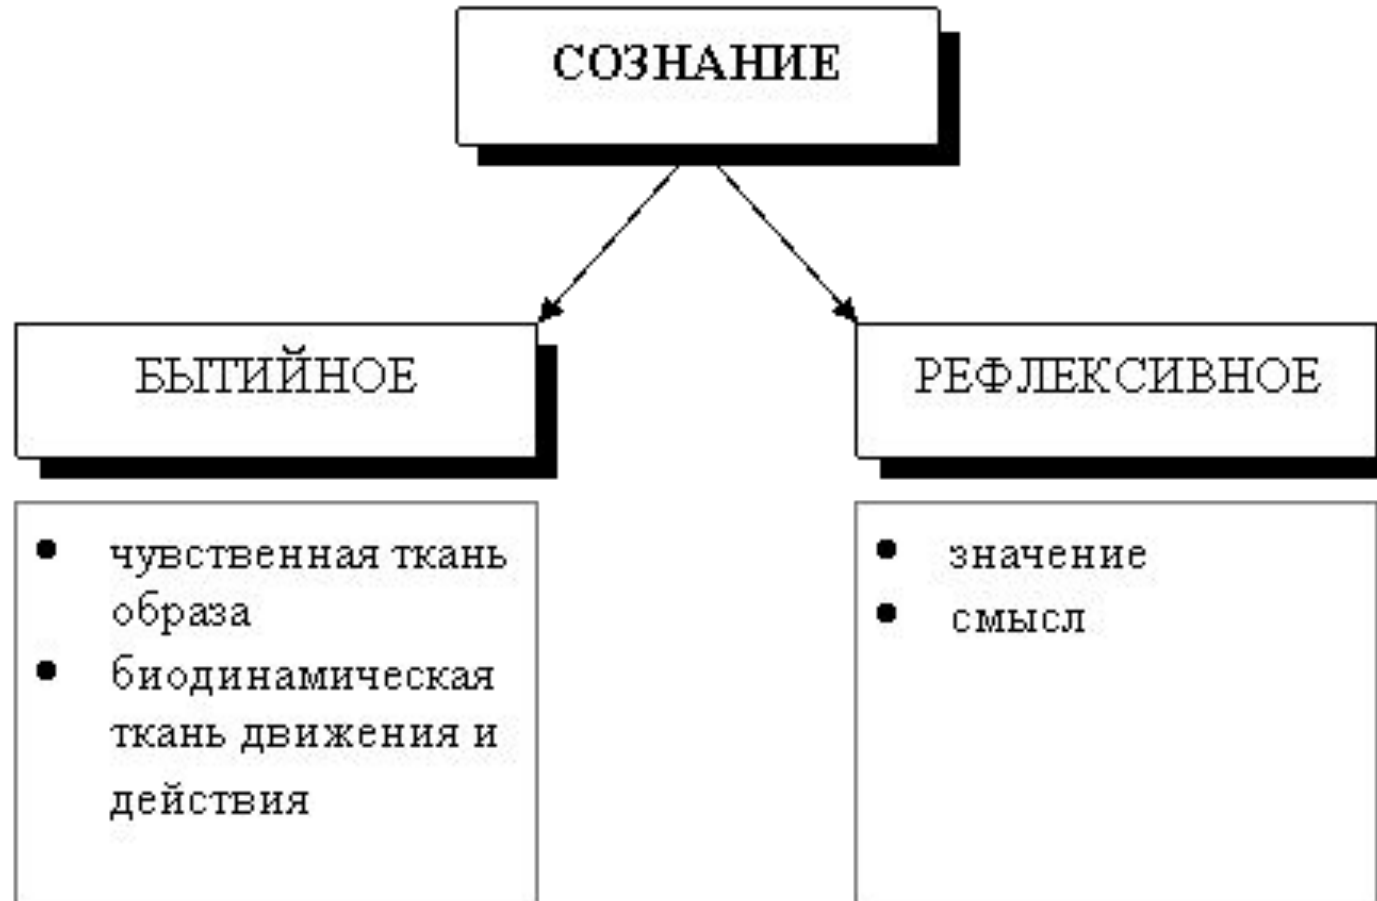 СОЗНАНИЕ
БЫТИЙНОЕ
РЕФЛЕКСИВНОЕ
• чувственная ткань
образа
• биодинамическая
ткань движения и
действия
• значение
• смысл